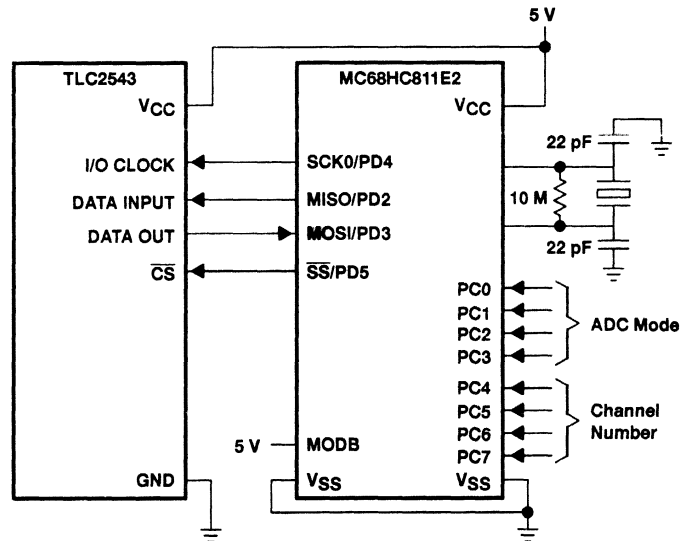 5 V
TLC2543
VCC
I/O CLOCK
DATA INPUT
DATA OUT
CS
GND
MC68HC811E2
VCC
SCK0/PD4
MISO/PD2
MOSI/PD3
SS/PD5
5 V
MODB
VSS
22 pF
10 M
22 pF
PC0
PC1
PC2
PC3
ADC Mode
PC4
PC5
PC6
PC7
Channel
Number
VSS